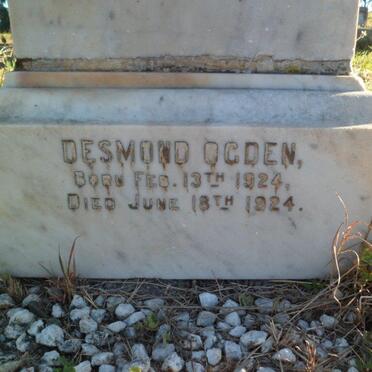 DESMOND OGDEN,
BORN FEB. 13TH 1924,
DIED JUNE 18TH 1924.